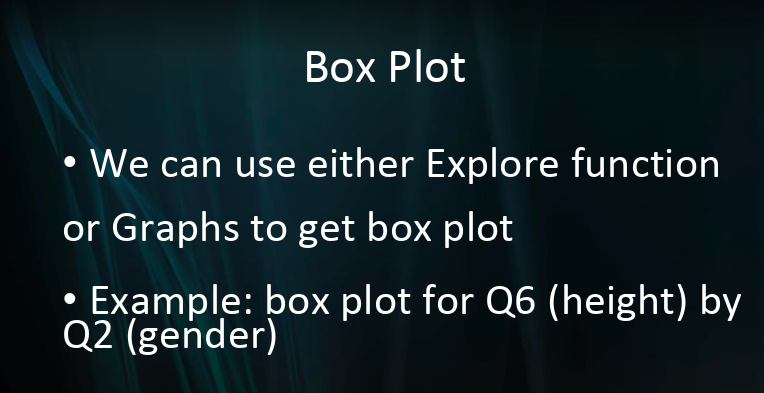 Box Plot
• We can use either Explore function
or Graphs to get box plot
• Example: box plot for Q6 (height) by
Q2 (gender)